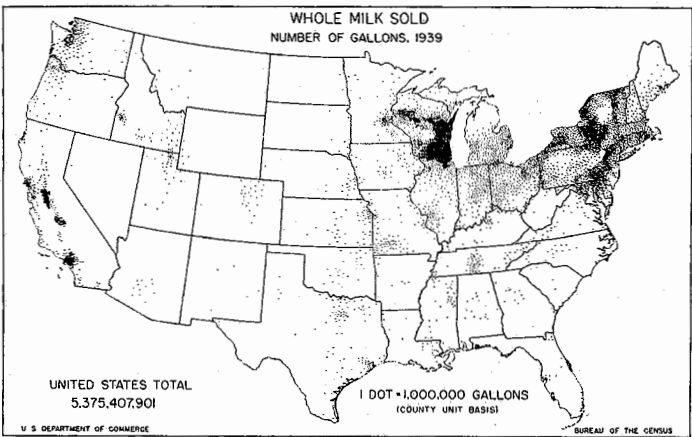 WHOLE MILK SOLD
NUMBER OF GALLONS, 1939
UNITED STATES TOTAL
5,375,407,901
1 DOT = 1,000,000 GALLONS
(COUNTY UNIT BASIS)
U S DEPARTMENT OF COMMERCE
BUREAU OF THE CENSUS